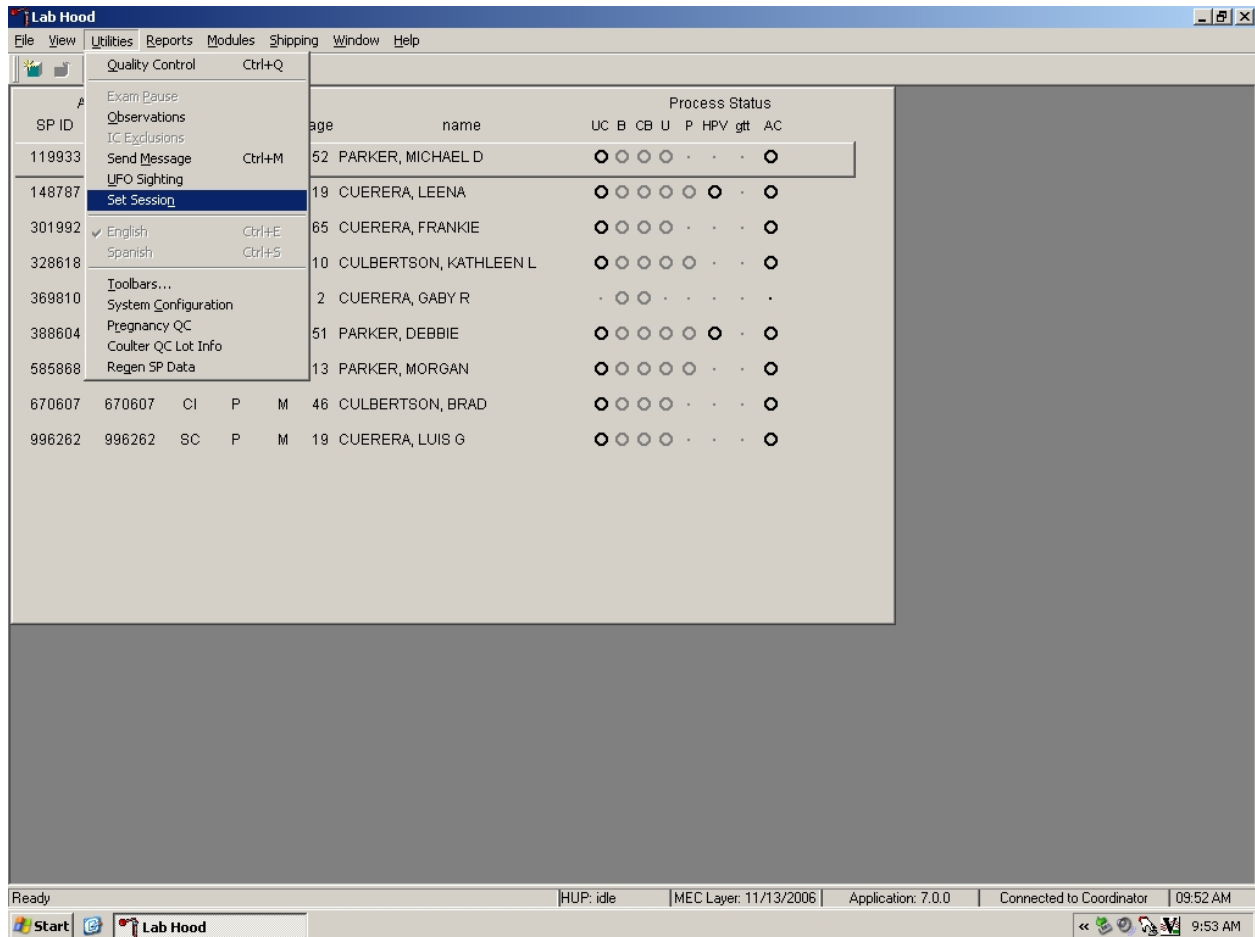 Lab Hood
File View Utilities Reports Modules Shipping Window Help
Quality Control Ctrl+Q
Exam Pause
Observations
IC Exclusions
Send Message Ctrl+M
UFO Sighting
Set Session
English Ctrl+E
Spanish Ctrl+S
Toolbars...
System Configuration
Pregnancy QC
Coulter QC Lot Info
Regen SP Data
Process Status
SP ID age name UC B CB U P HPV gtt AC
119933 52 PARKER, MICHAEL D
148787 19 CUERERA, LEENA
301992 65 CUERERA, FRANKIE
328618 10 CULBERTSON, KATHLEEN L
369810 2 CUERERA, GABY R
388604 51 PARKER, DEBBIE
585868 13 PARKER, MORGAN
670607 670607 CI P M 46 CULBERTSON, BRAD
996262 996262 SC P M 19 CUERERA, LUIS G
Ready HUP: idle MEC Layer: 11/13/2006 Application: 7.0.0 Connected to Coordinator 09:52 AM
Start Lab Hood « 9:53 AM